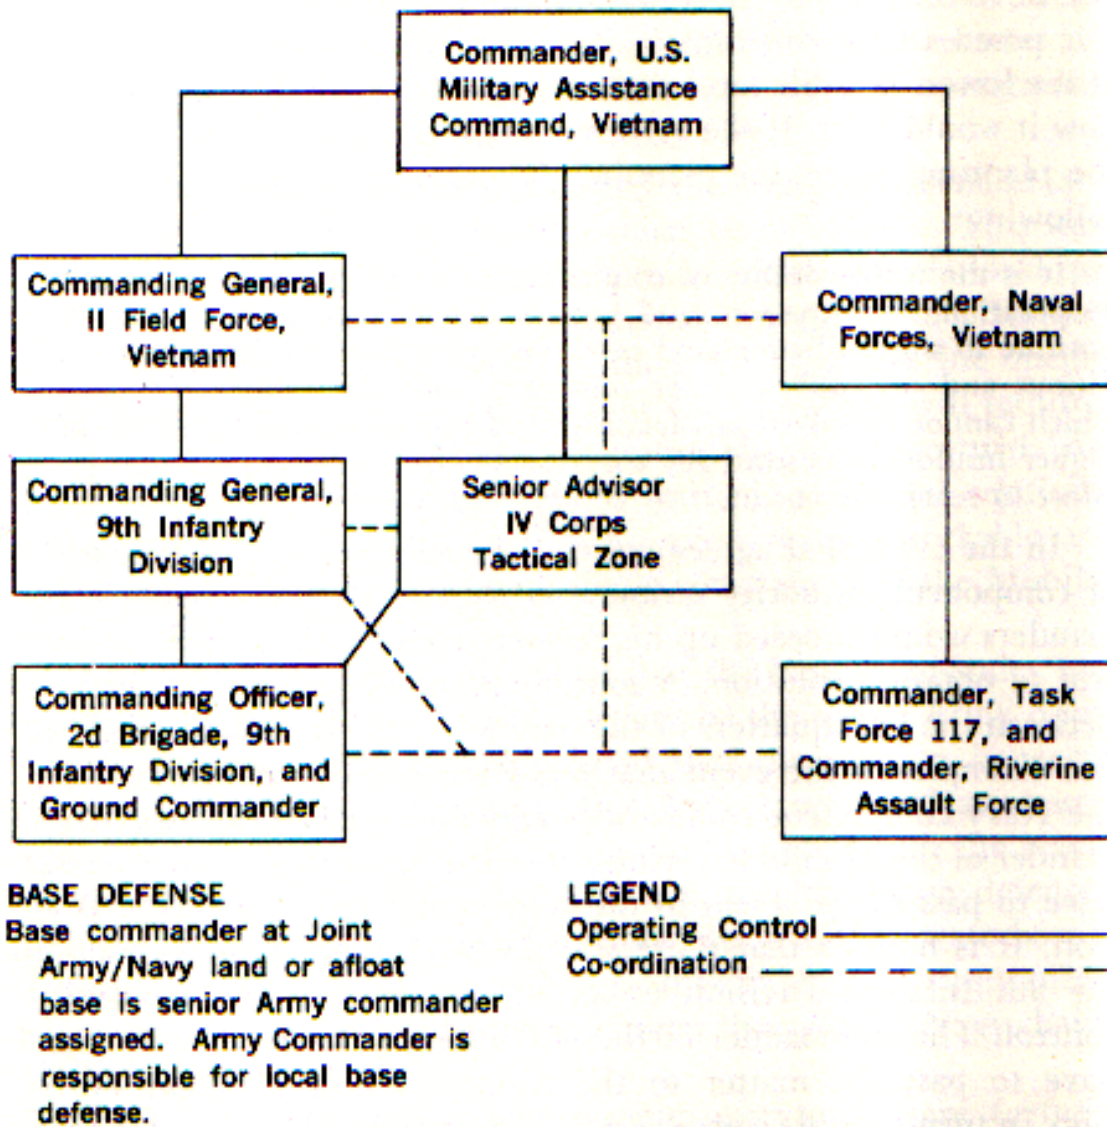 Commander, U.S.
Military Assistance
Command, Vietnam
Commanding General,
II Field Force,
Vietnam
Commander, Naval
Forces, Vietnam
Commanding General,
9th Infantry
Division
Senior Advisor
IV Corps
Tactical Zone
Commanding Officer,
2d Brigade, 9th
Infantry Division, and
Ground Commander
Commander, Task
Force 117, and
Commander, Riverine
Assault Force
BASE DEFENSE
Base commander at Joint
Army/Navy land or afloat
base is senior Army commander
assigned. Army Commander is
responsible for local base
defense.
LEGEND
Operating Control
Co-ordination